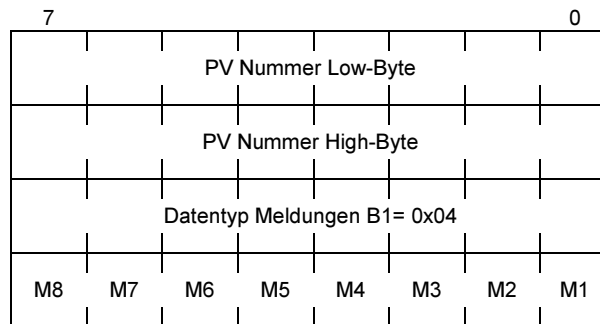 7 0
PV Nummer Low-Byte
PV Nummer High-Byte
Datentyp Meldungen B1= 0x04
M8 M7 M6 M5 M4 M3 M2 M1